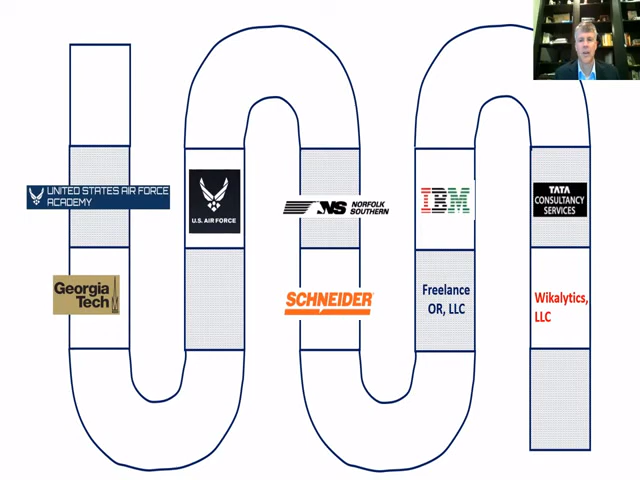 UNITED STATES AIR FORCE
ACADEMY
Georgia
Tech
U.S. AIR FORCE
NS NORFOLK
SOUTHERN
SCHNEIDER
IBM
Freelance
OR, LLC
TATA
CONSULTANCY
SERVICES
Wikalytics,
LLC